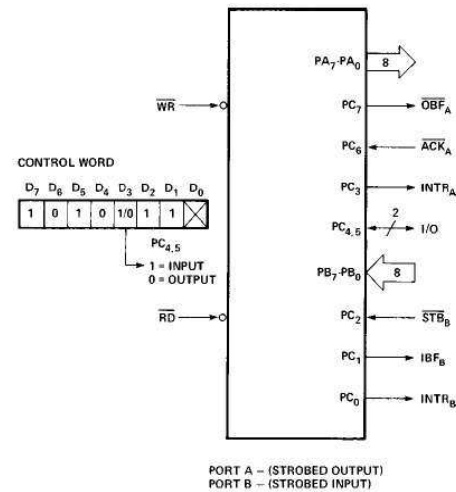 PA7-PA0 8
WR
PC7 OBFA
PC6 ACKA
CONTROL WORD
D7 D6 D5 D4 D3 D2 D1 D0
1 0 1 0 1/0 1 1
PC3 INTRA
PC4,5 2 I/O
PC4,5
1 = INPUT
0 = OUTPUT
PB7-PB0 8
RD
PC2 STBB
PC1 IBFB
PC0 INTRB
PORT A – (STROBED OUTPUT)
PORT B – (STROBED INPUT)